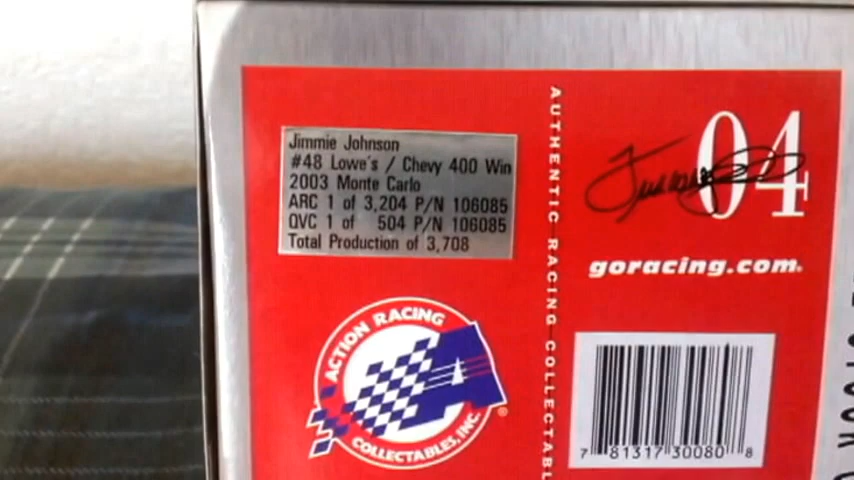 Jimmie Johnson
#48 Lowe's / Chevy 400 Win
2003 Monte Carlo
ARC 1 of 3,204 P/N 106085
QVC 1 of 504 P/N 106085
Total Production of 3,708
AUTHENTIC RACING COLLECTABL
04
goracing.com
ACTION RACING
COLLECTABLES, INC.
®
7 81317 30080 8